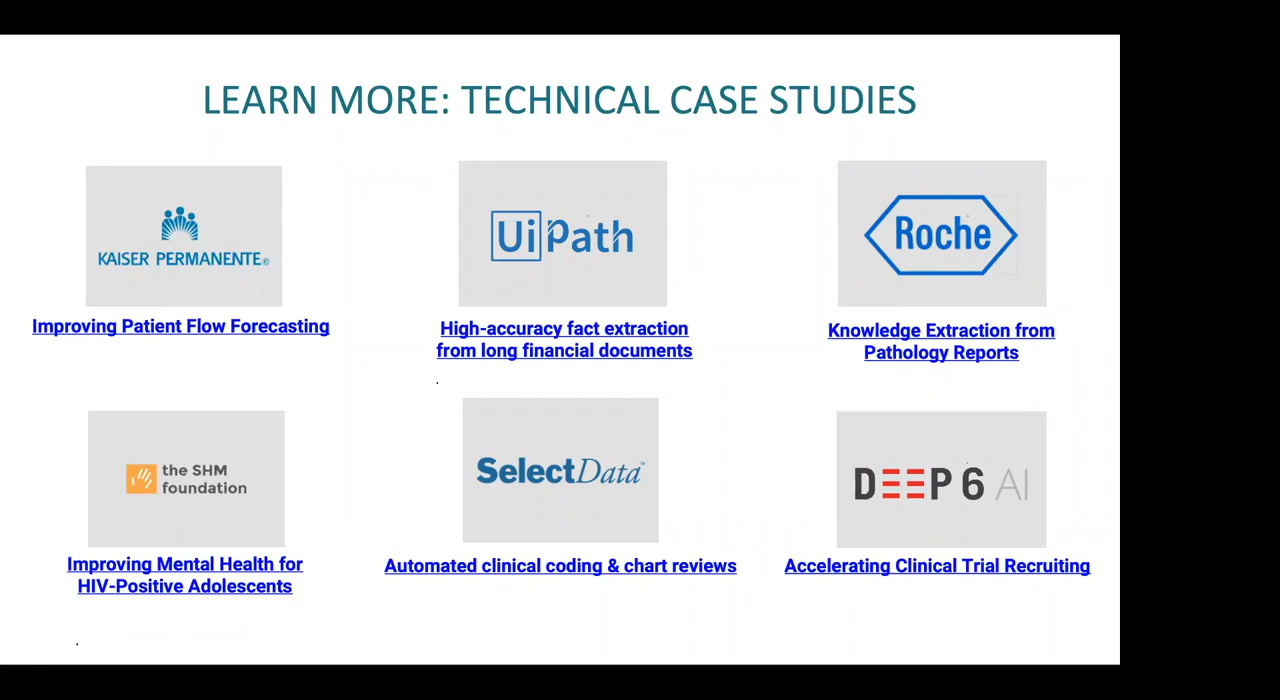 LEARN MORE: TECHNICAL CASE STUDIES
KAISER PERMANENTE®
Improving Patient Flow Forecasting
UiPath
High-accuracy fact extraction
from long financial documents
Roche
Knowledge Extraction from
Pathology Reports
the SHM
foundation
Improving Mental Health for
HIV-Positive Adolescents
SelectData™
Automated clinical coding & chart reviews
DEEP 6 AI
Accelerating Clinical Trial Recruiting